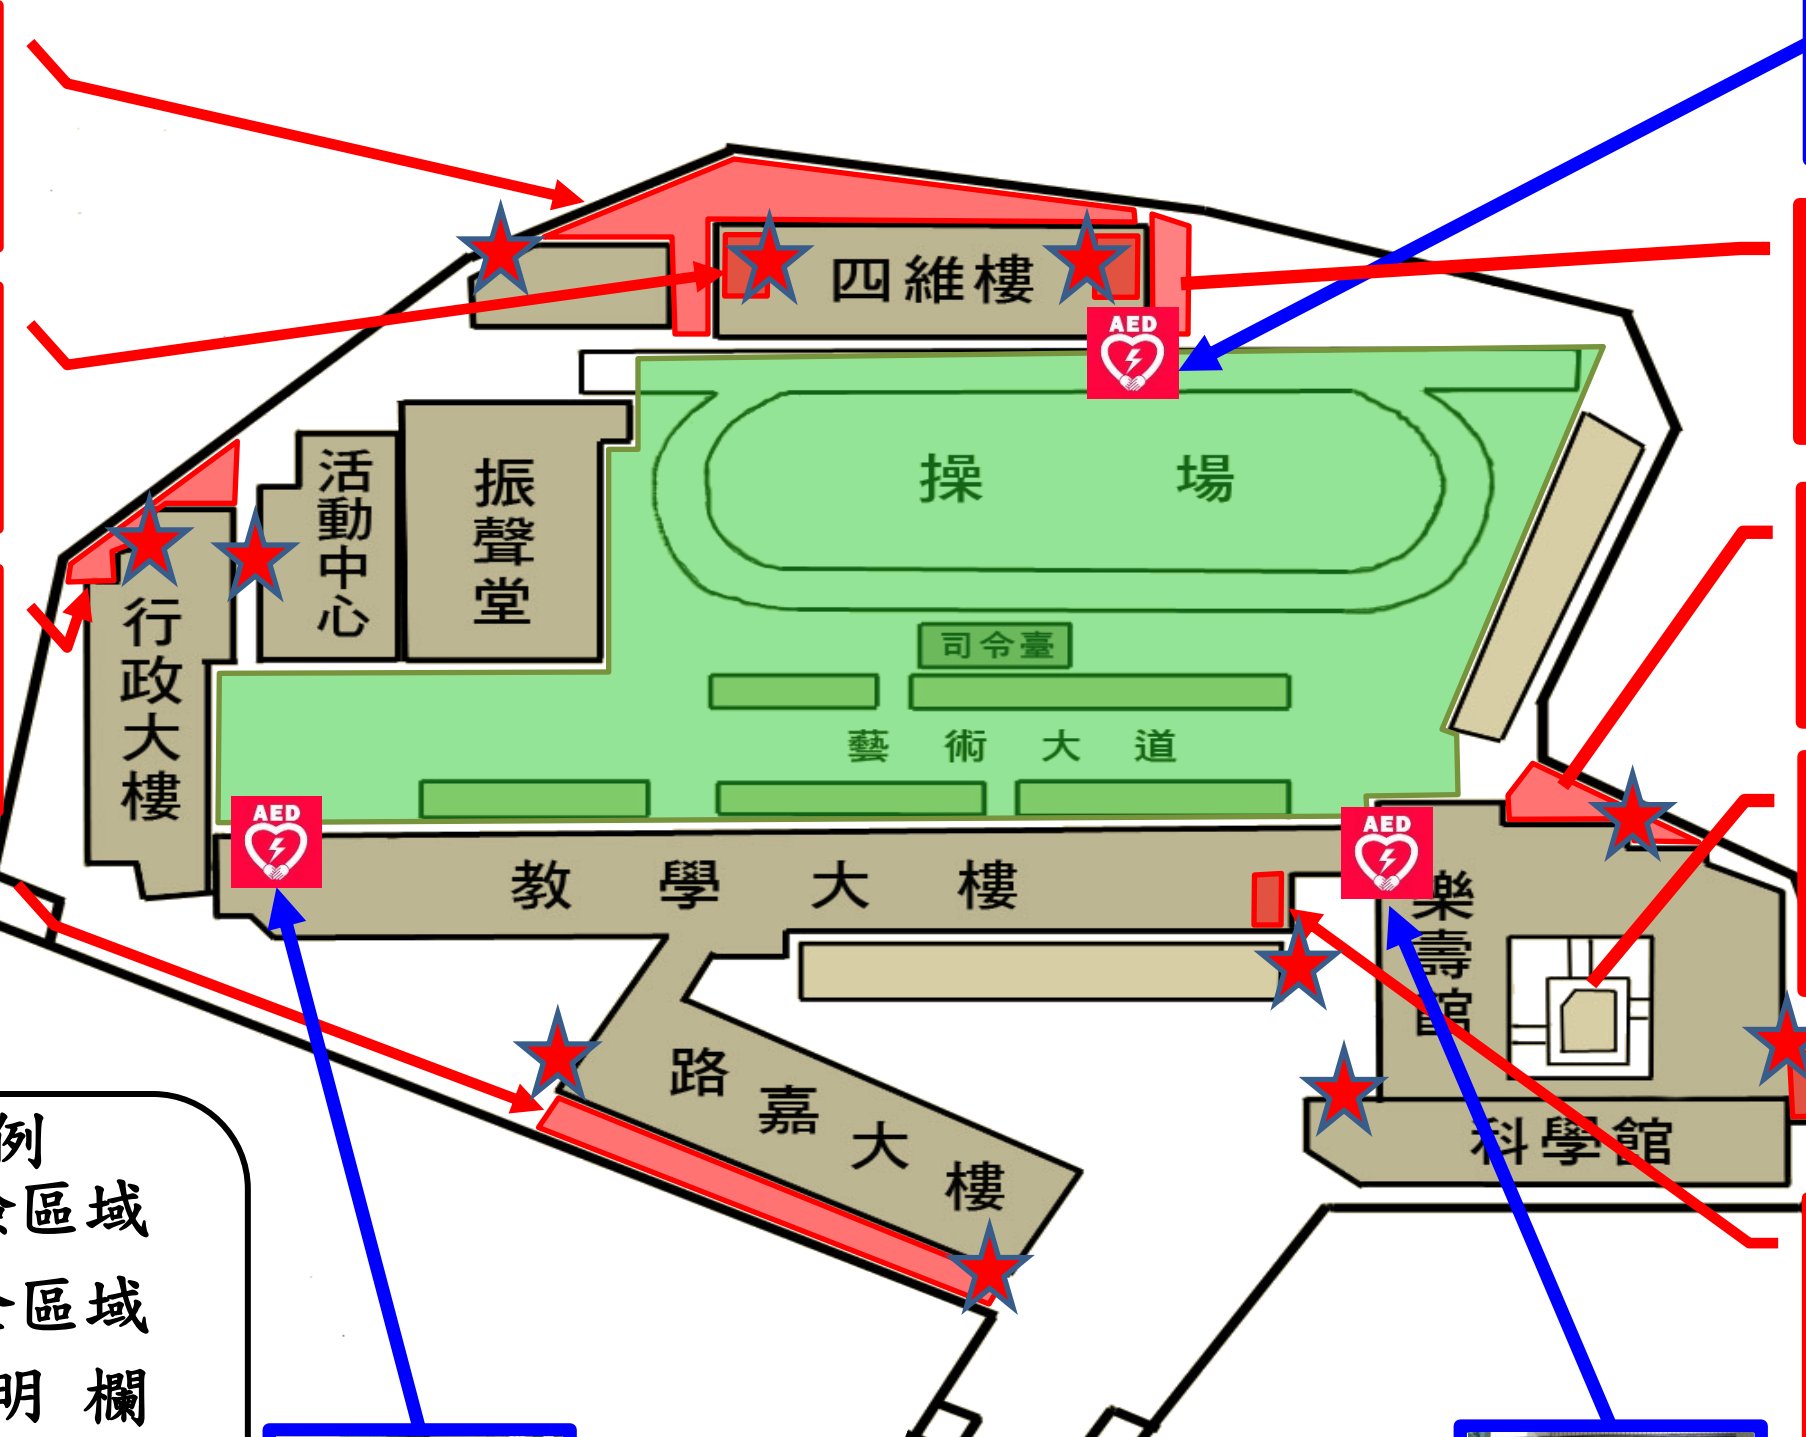 四維樓
AED
操場
活動中心
振聲堂
行政大樓
司令臺
藝術大道
AED
AED
教學大樓
樂壽館
路嘉大樓
科學館
例
區域
區域
明欄